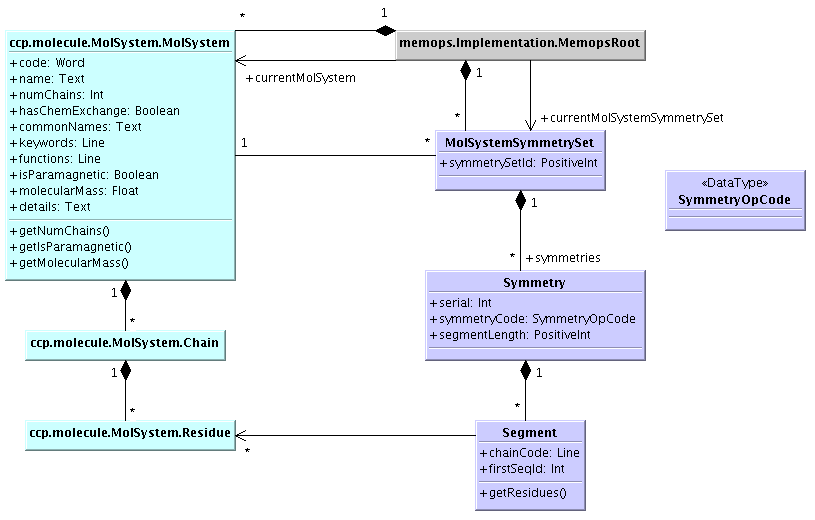 *
1
ccp.molecule.MolSystem.MolSystem
+code: Word
+name: Text
+numChains: Int
+hasChemExchange: Boolean
+commonNames: Text
+keywords: Line
+functions: Line
+isParamagnetic: Boolean
+molecularMass: Float
+details: Text
+getNumChains()
+getIsParamagnetic()
+getMolecularMass()
memops.Implementation.MemopsRoot
+currentMolSystem
1
*
+currentMolSystemSymmetrySet
1
*
MolSystemSymmetrySet
+symmetrySetId: PositiveInt
«DataType»
SymmetryOpCode
1
*
+symmetries
Symmetry
+serial: Int
+symmetryCode: SymmetryOpCode
+segmentLength: PositiveInt
1
*
ccp.molecule.MolSystem.Chain
1
*
1
*
ccp.molecule.MolSystem.Residue
*
Segment
+chainCode: Line
+firstSeqId: Int
+getResidues()